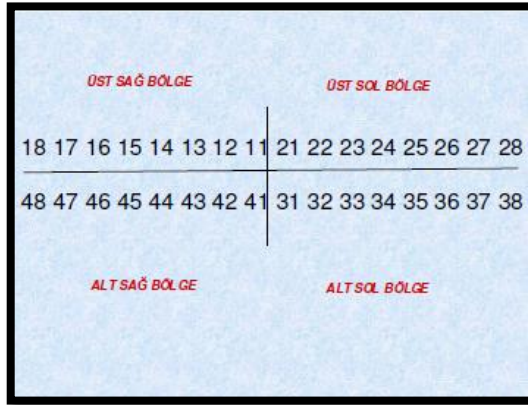 ÜST SAĞ BÖLGE ÜST SOL BÖLGE
18 17 16 15 14 13 12 11 21 22 23 24 25 26 27 28
48 47 46 45 44 43 42 41 31 32 33 34 35 36 37 38
ALT SAĞ BÖLGE ALT SOL BÖLGE